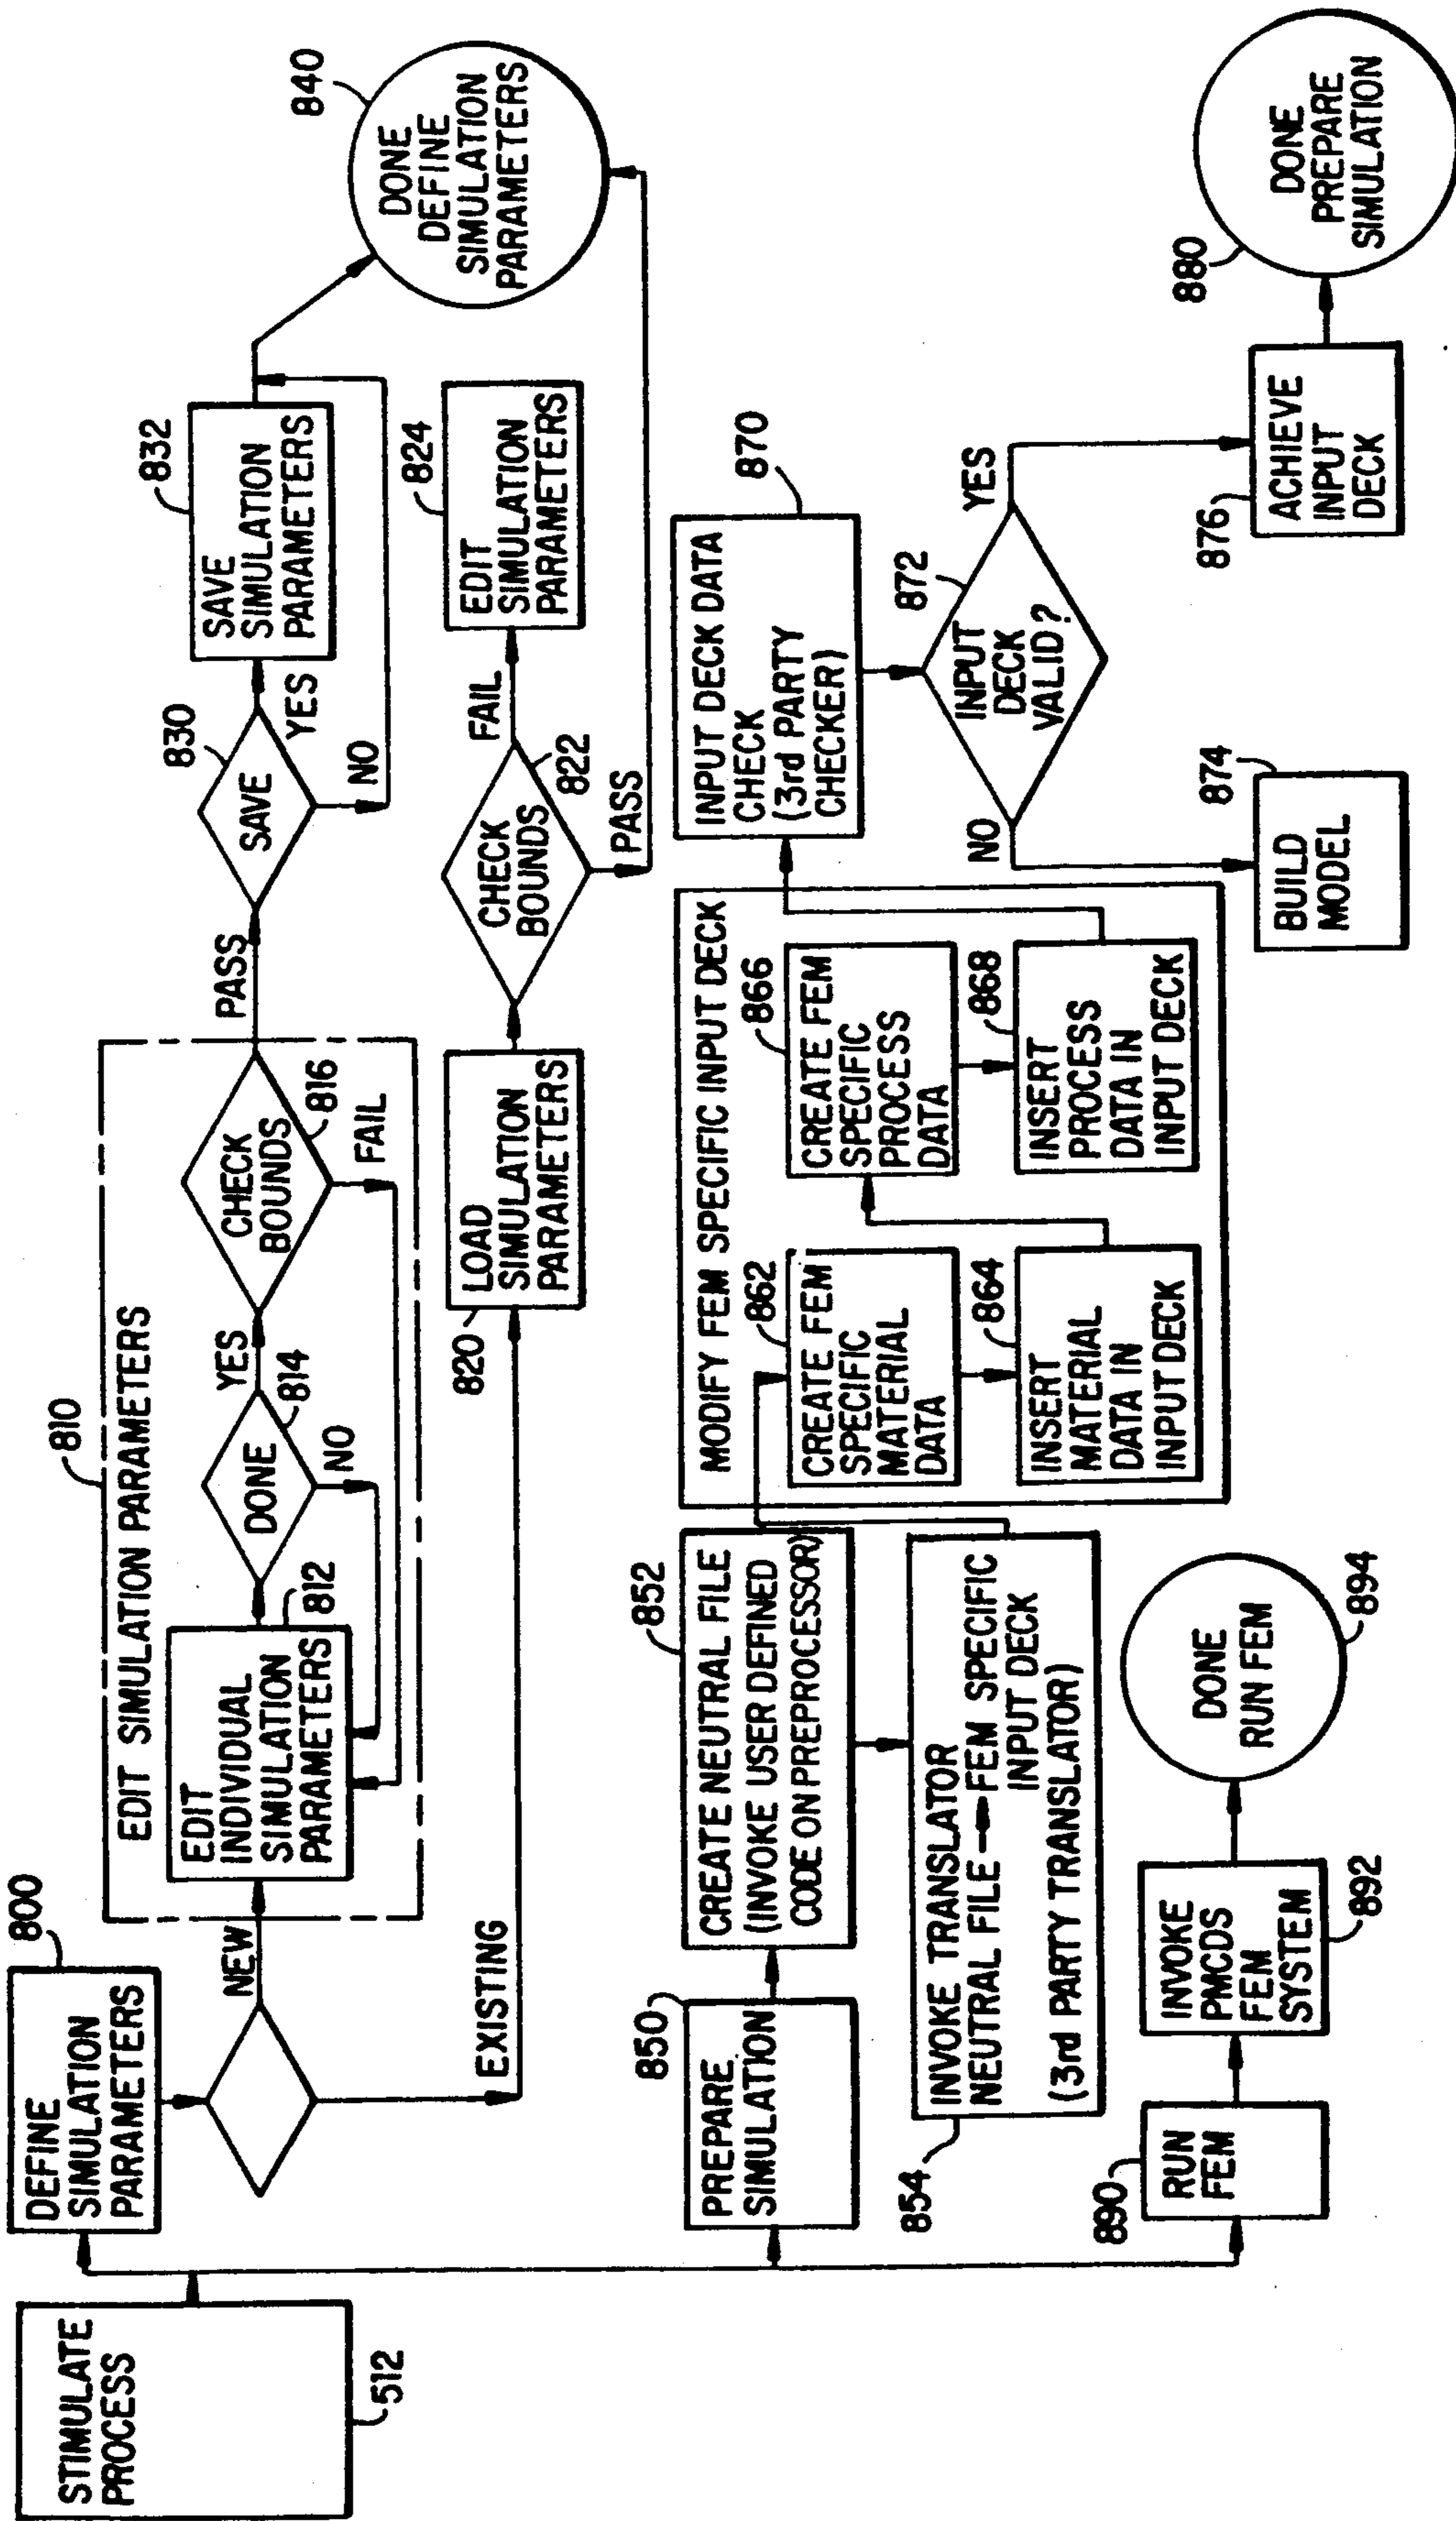 STIMULATE
PROCESS
512
800
DEFINE
SIMULATION
PARAMETERS
NEW
EXISTING
810
EDIT SIMULATION PARAMETERS
EDIT
INDIVIDUAL
SIMULATION
PARAMETERS
812
DONE
814
YES
NO
CHECK
BOUNDS
816
FAIL
PASS
SAVE
830
YES
NO
832
SAVE
SIMULATION
PARAMETERS
820
LOAD
SIMULATION
PARAMETERS
CHECK
BOUNDS
822
FAIL
PASS
824
EDIT
SIMULATION
PARAMETERS
840
DONE
DEFINE
SIMULATION
PARAMETERS
850
PREPARE
SIMULATION
852
CREATE NEUTRAL FILE
(INVOKE USER DEFINED
CODE ON PREPROCESSOR)
854
INVOKE TRANSLATOR
NEUTRAL FILE → FEM SPECIFIC
INPUT DECK
(3rd PARTY TRANSLATOR)
MODIFY FEM SPECIFIC INPUT DECK
862
CREATE FEM
SPECIFIC
MATERIAL
DATA
864
INSERT
MATERIAL
DATA IN
INPUT DECK
866
CREATE FEM
SPECIFIC
PROCESS
DATA
868
INSERT
PROCESS
DATA IN
INPUT DECK
870
INPUT DECK DATA
CHECK
(3rd PARTY
CHECKER)
872
INPUT
DECK
VALID?
NO
YES
874
BUILD
MODEL
876
ACHIEVE
INPUT
DECK
880
DONE
PREPARE
SIMULATION
890
RUN
FEM
INVOKE
PMCDS
FEM
SYSTEM
892
DONE
RUN FEM
894